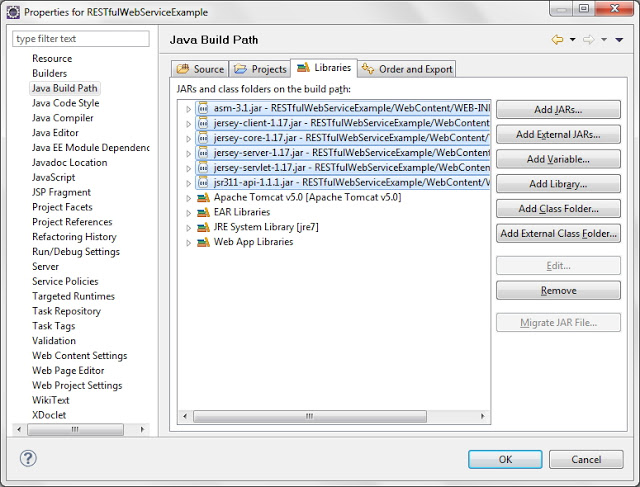 Properties for RESTfulWebServiceExample
type filter text
Resource
Builders
Java Build Path
Java Code Style
Java Compiler
Java Editor
Java EE Module Dependenc
Javadoc Location
JavaScript
JSP Fragment
Project Facets
Project References
Refactoring History
Run/Debug Settings
Server
Service Policies
Targeted Runtimes
Task Repository
Task Tags
Validation
Web Content Settings
Web Page Editor
Web Project Settings
WikiText
XDoclet
Java Build Path
Source
Projects
Libraries
Order and Export
JARs and class folders on the build path:
asm-3.1.jar - RESTfulWebServiceExample/WebContent/WEB-INF
jersey-client-1.17.jar - RESTfulWebServiceExample/WebContent
jersey-core-1.17.jar - RESTfulWebServiceExample/WebContent
jersey-server-1.17.jar - RESTfulWebServiceExample/WebConten
jersey-servlet-1.17.jar - RESTfulWebServiceExample/WebConten
jsr311-api-1.1.1.jar - RESTfulWebServiceExample/WebContent/W
Apache Tomcat v5.0 [Apache Tomcat v5.0]
EAR Libraries
JRE System Library [jre7]
Web App Libraries
Add JARs...
Add External JARs...
Add Variable...
Add Library...
Add Class Folder...
Add External Class Folder...
Edit...
Remove
Migrate JAR File...
?
OK
Cancel